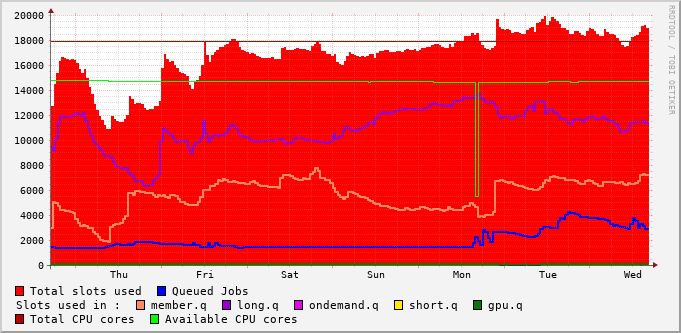 20000
18000
16000
14000
12000
10000
8000
6000
4000
2000
0
Thu Fri Sat Sun Mon Tue Wed
Total slots used Queued Jobs
Slots used in : member.q long.q ondemand.q short.q gpu.q
Total CPU cores Available CPU cores
RRDTOOL / TOBI OETIKER